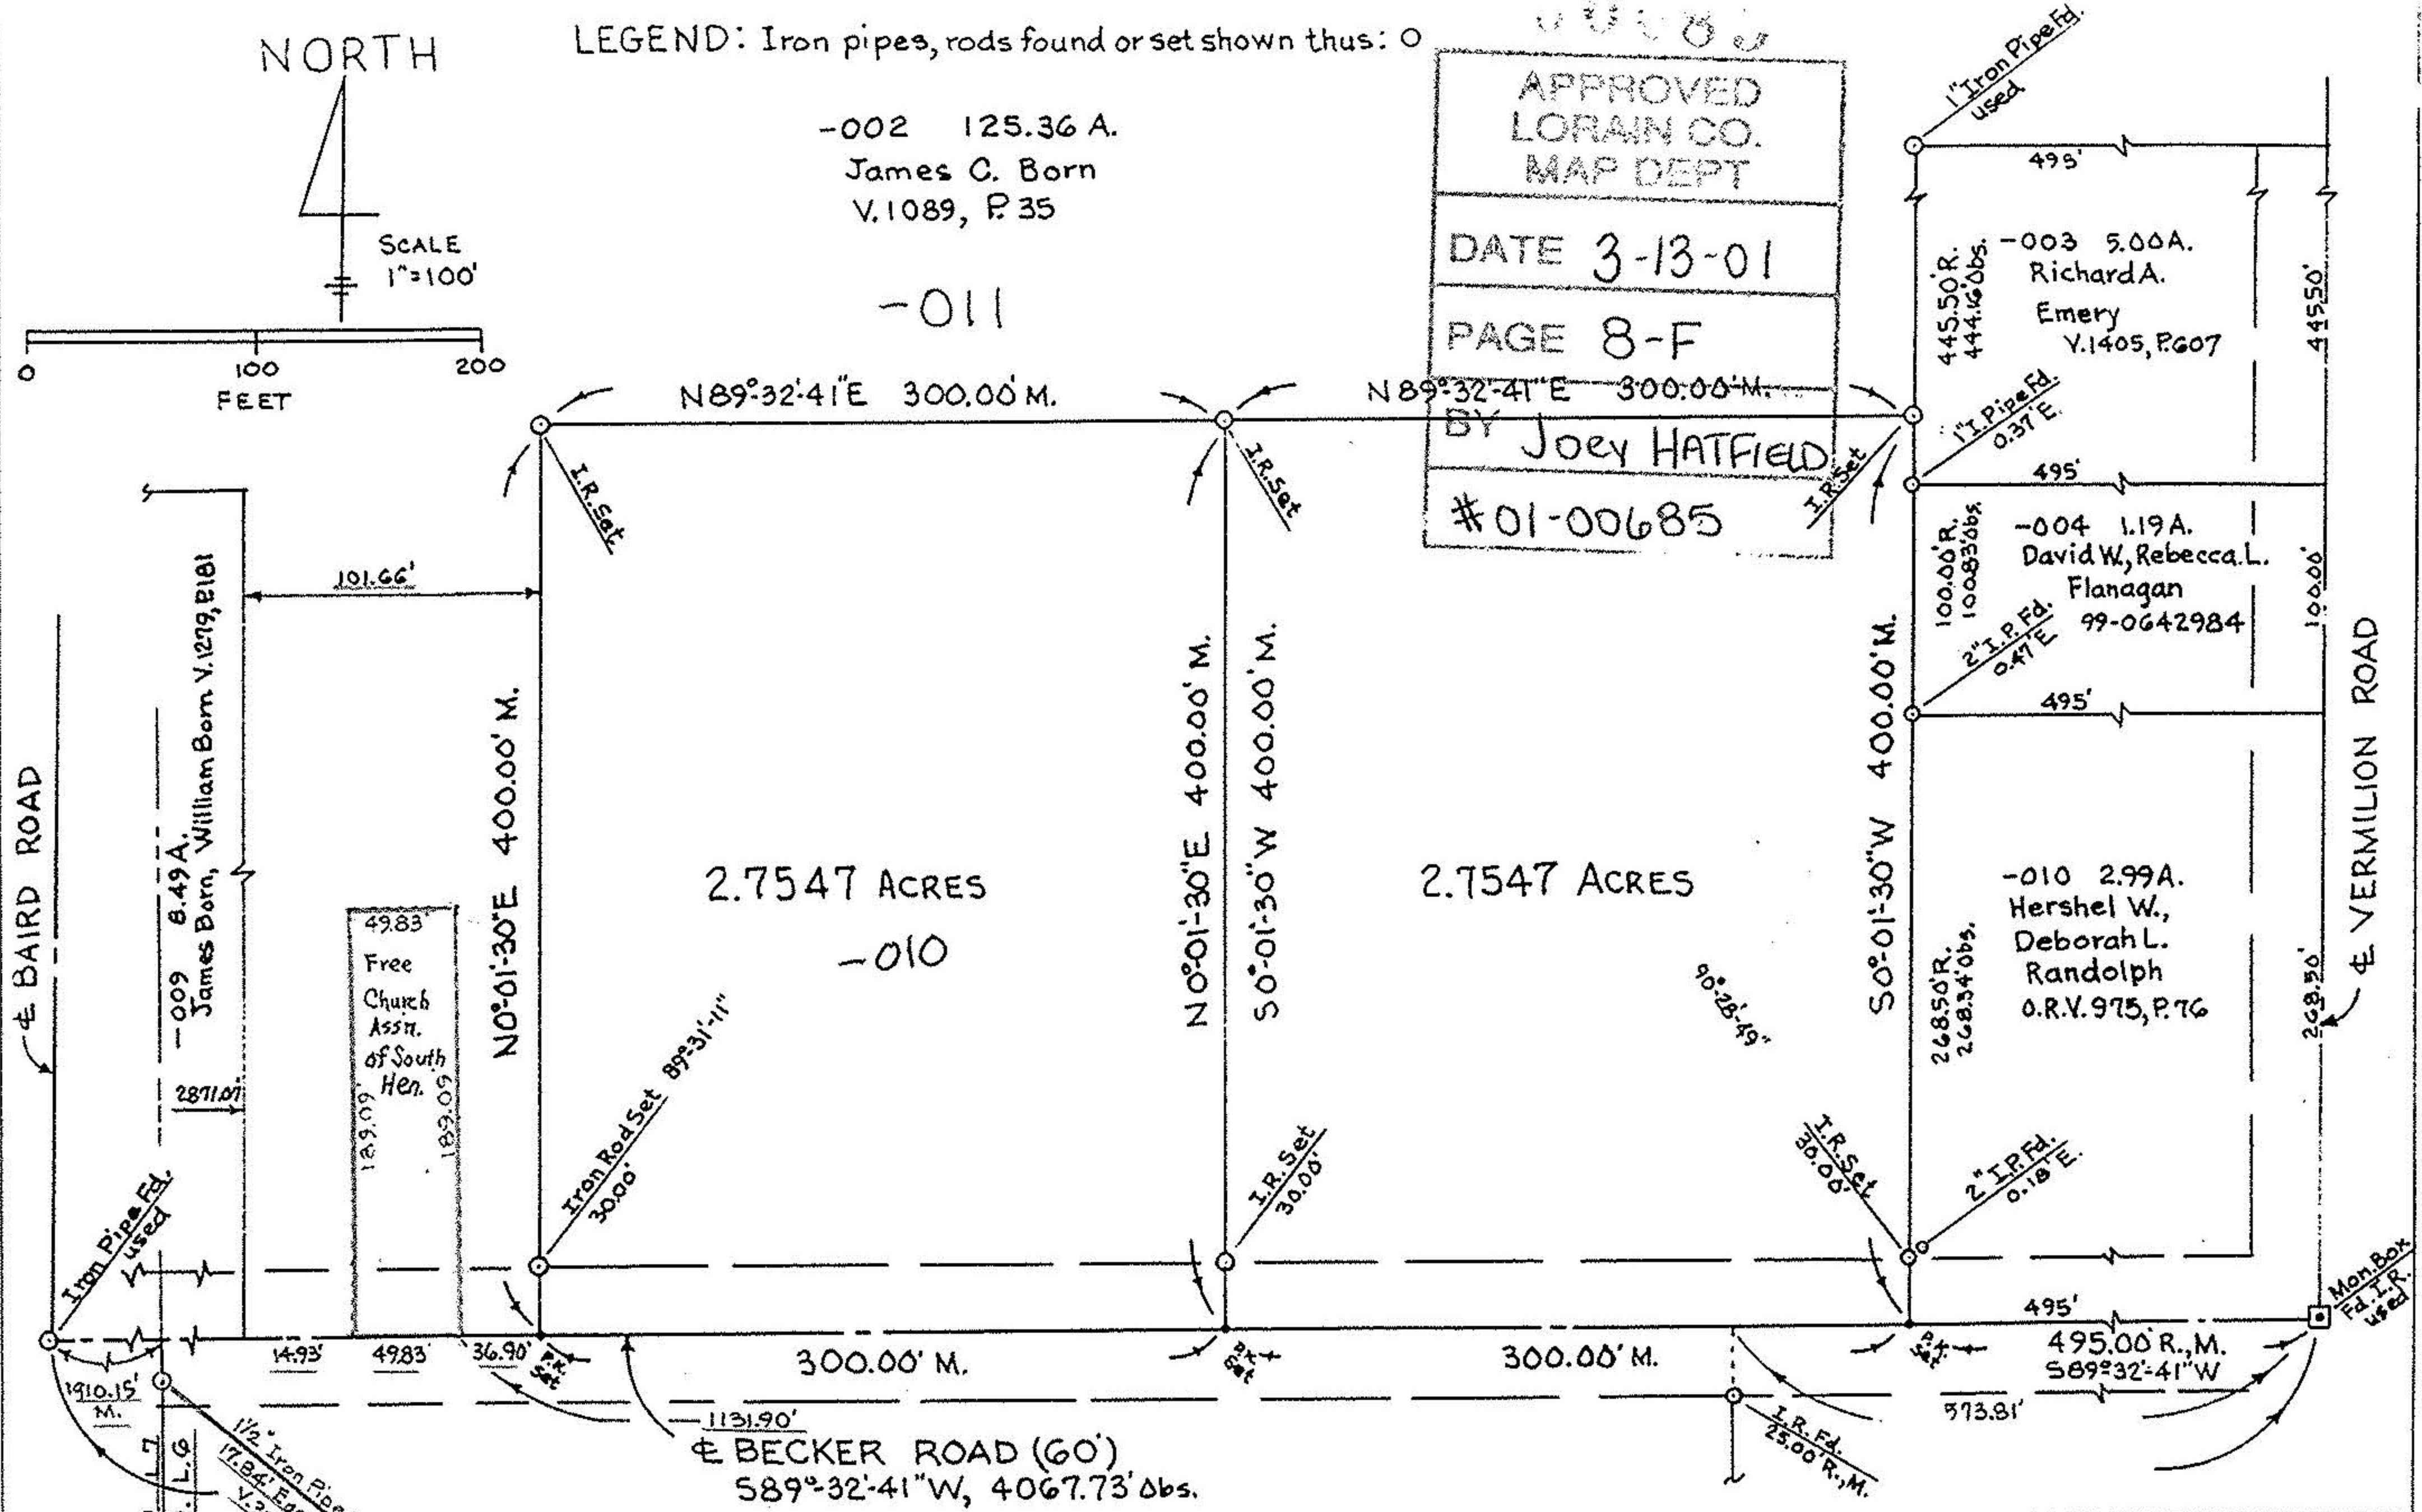 NORTH
LEGEND: Iron pipes, rods found or set shown thus: O
SCALE
1"=100'
0 100 200
FEET
-002 125.36 A.
James C. Born
V.1089, P.35
-011
APPROVED
LORAIN CO.
MAP DEPT
DATE 3-13-01
PAGE 8-F
BY Joey HATFIELD
#01-00685
1" Iron Pipe Fd.
used
495'
445.50' R.
444.16' Obs.
-003 5.00A.
Richard A.
Emery
V.1405, P.607
445.50'
N89°-32'-41"E 300.00' M.
N89°-32'-41"E 300.00' M.
I.R. Set
I.R. Set
I.R. Set
1" I. Pipe Fd.
0.37' E.
495'
100.00' R.
100.83' Obs.
-004 1.19A.
David W., Rebecca. L.
Flanagan
99-0642984
100.00'
2" I.P. Fd.
0.47' E.
495'
℄ BAIRD ROAD
-009 8.49A.
James Born, William Born V.1279, P.181
101.66'
2871.07'
49.83'
Free
Church
Assn.
of South
Hen.
189.09
189.09
N0°-01'-30"E 400.00' M.
2.7547 ACRES
-010
N0°-01'-30"E 400.00' M.
S0°-01'-30"W 400.00' M.
2.7547 ACRES
S0°-01'-30"W 400.00' M.
268.50' R.
268.34' Obs.
-010 2.99A.
Hershel W.,
Deborah L.
Randolph
O.R.V. 975, P.76
268.50'
℄ VERMILION ROAD
Iron Rod Set 89°-31'-11"
30.00'
I.R. Set
30.00'
90°-28'-49"
I.R. Set
30.00'
2" I.P. Fd.
0.18' E.
Iron Pipe Fd.
used
Mon. Box
Fd. I.R.
used
14.93'
49.83'
36.90'
P.K.
Set
300.00' M.
P.K.
Set
300.00' M.
P.K.
Set
495'
495.00' R., M.
S89°-32'-41"W
1910.15'
M.
573.81'
I.R. Fd.
25.00' R., M.
1131.90'
℄ BECKER ROAD (60')
S89°-32'-41"W, 4067.73' Obs.
L.7
L.6
1 1/2" Iron Pipe
17.84'